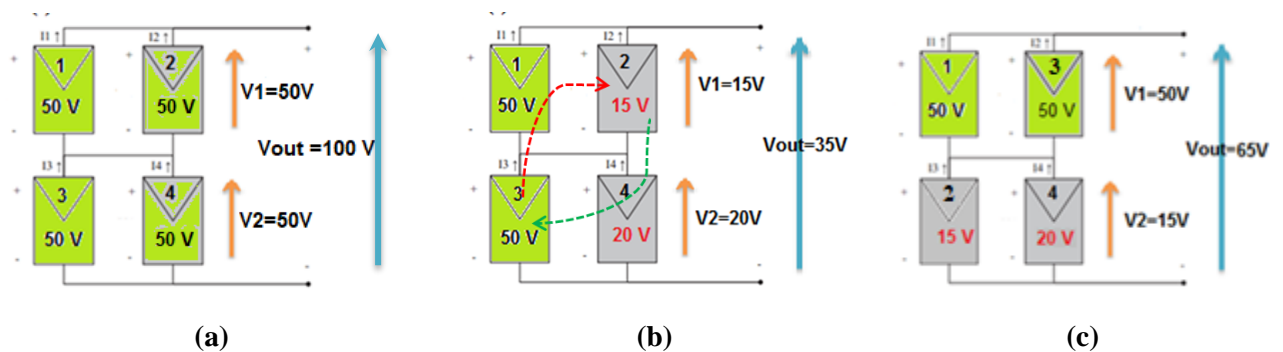 I1 ↑
I2 ↑
+
+
+
1
2
50 V
50 V
V1=50V
-
-
Vout =100 V
I3 ↑
I4 ↑
+
+
3
4
50 V
50 V
V2=50V
-
-
-
(a)
I1 ↑
I2 ↑
+
+
+
1
2
50 V
15 V
V1=15V
-
-
Vout=35V
I3 ↑
I4 ↑
+
+
3
4
50 V
20 V
V2=20V
-
-
-
(b)
I1 ↑
I2 ↑
+
+
+
1
3
50 V
50 V
V1=50V
-
-
Vout=65V
I3 ↑
I4 ↑
+
+
2
4
15 V
20 V
V2=15V
-
-
-
(c)